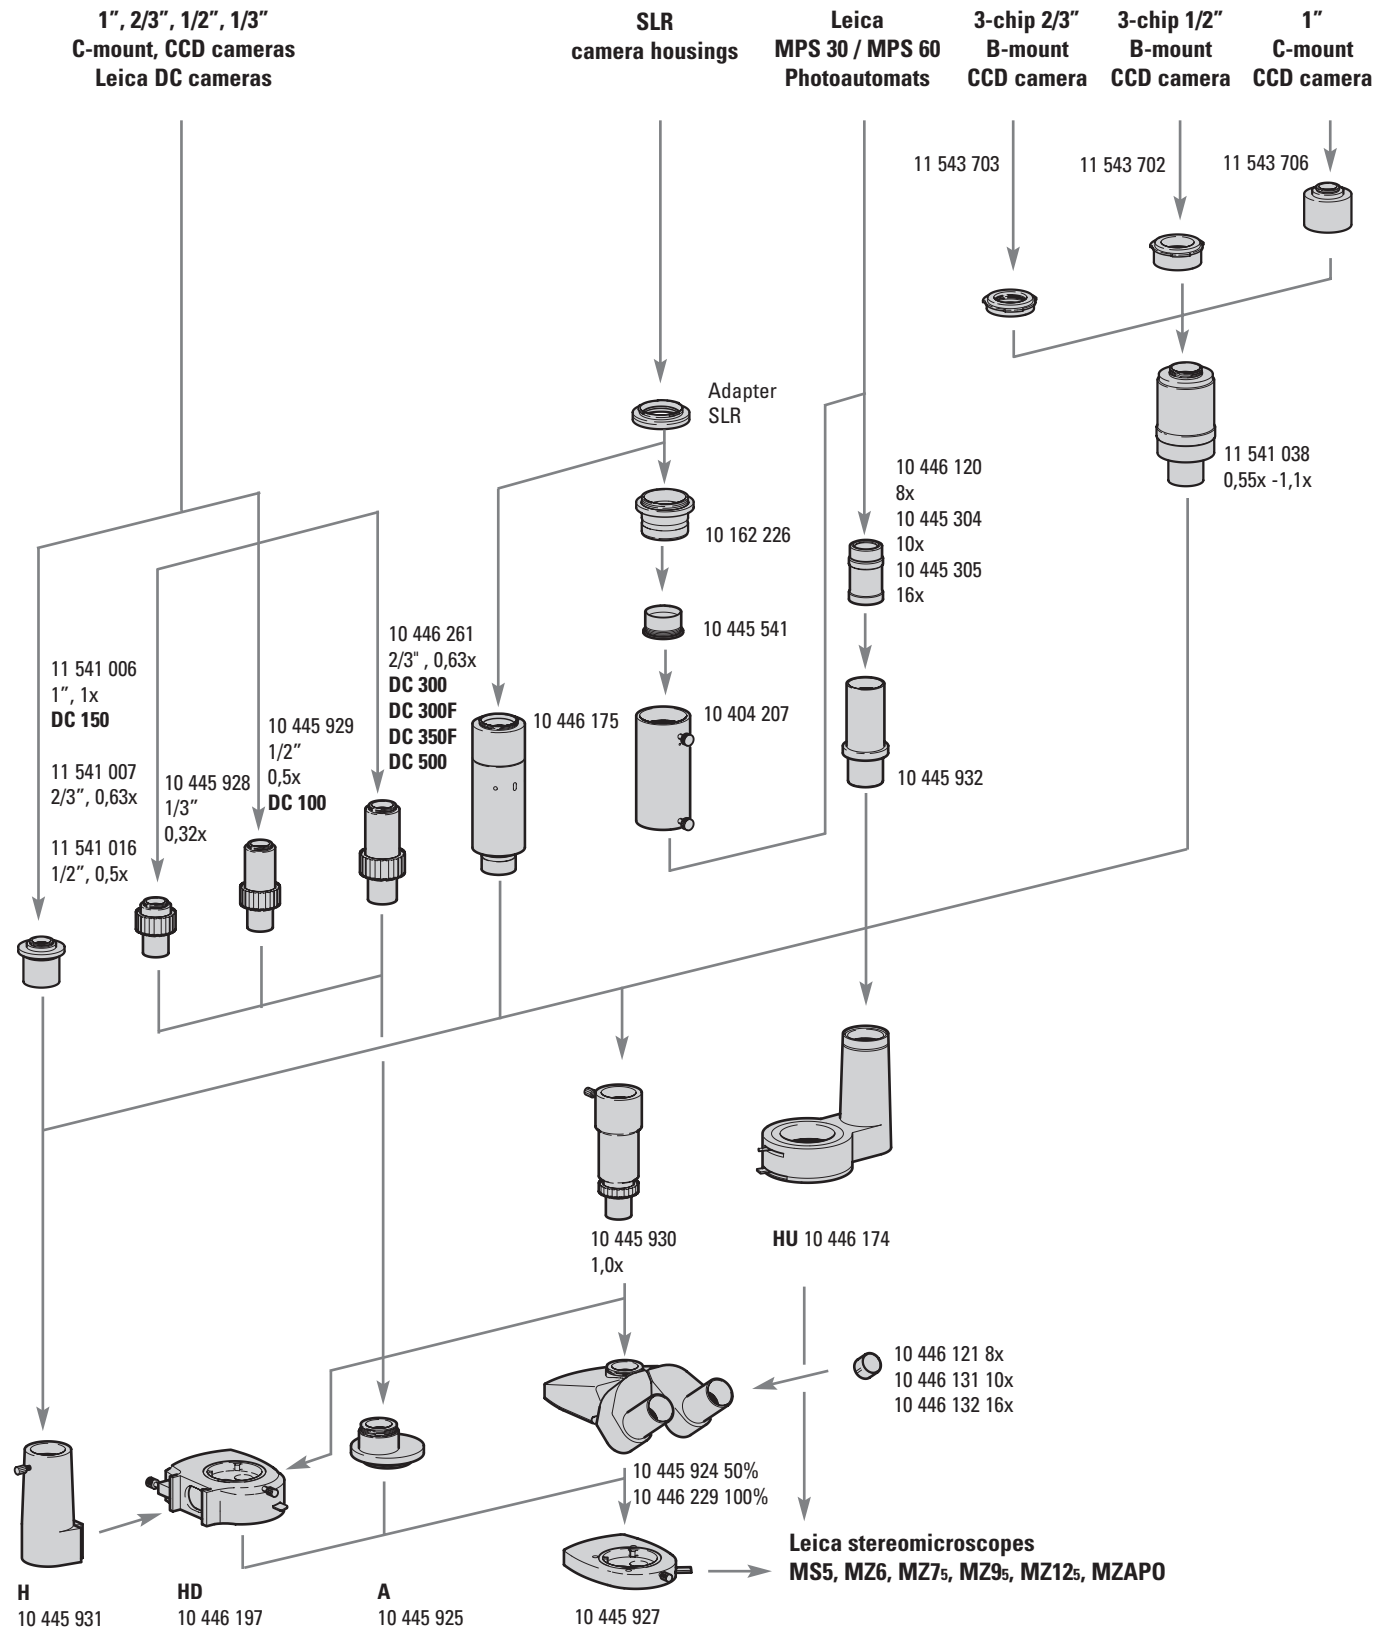 1”, 2/3”, 1/2”, 1/3”
C-mount, CCD cameras
Leica DC cameras
SLR
camera housings
Leica
MPS 30 / MPS 60
Photoautomats
3-chip 2/3”
B-mount
CCD camera
3-chip 1/2”
B-mount
CCD camera
1”
C-mount
CCD camera
11 543 703
11 543 702
11 543 706
Adapter
SLR
11 541 038
0,55x -1,1x
10 446 120
8x
10 445 304
10x
10 445 305
16x
10 162 226
10 445 541
10 446 261
2/3" , 0,63x
DC 300
DC 300F
DC 350F
DC 500
11 541 006
1”, 1x
DC 150
11 541 007
2/3”, 0,63x
11 541 016
1/2”, 0,5x
10 445 928
1/3”
0,32x
10 445 929
1/2”
0,5x
DC 100
10 446 175
10 404 207
10 445 932
10 445 930
1,0x
HU 10 446 174
10 446 121 8x
10 446 131 10x
10 446 132 16x
10 445 924 50%
10 446 229 100%
Leica stereomicroscopes
MS5, MZ6, MZ75, MZ95, MZ125, MZAPO
H
10 445 931
HD
10 446 197
A
10 445 925
10 445 927